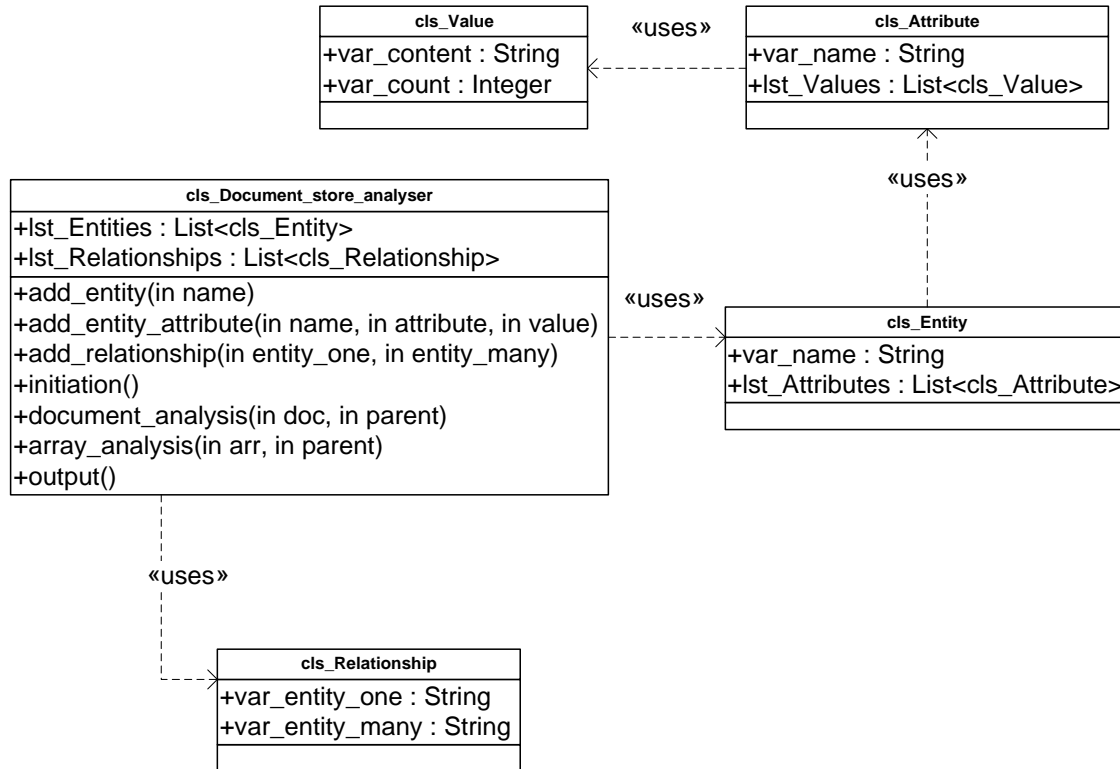 cls_Value
+var_content : String
+var_count : Integer
«uses»
cls_Attribute
+var_name : String
+lst_Values : List<cls_Value>
«uses»
cls_Document_store_analyser
+lst_Entities : List<cls_Entity>
+lst_Relationships : List<cls_Relationship>
+add_entity(in name)
+add_entity_attribute(in name, in attribute, in value)
+add_relationship(in entity_one, in entity_many)
+initiation()
+document_analysis(in doc, in parent)
+array_analysis(in arr, in parent)
+output()
«uses»
cls_Entity
+var_name : String
+lst_Attributes : List<cls_Attribute>
«uses»
cls_Relationship
+var_entity_one : String
+var_entity_many : String